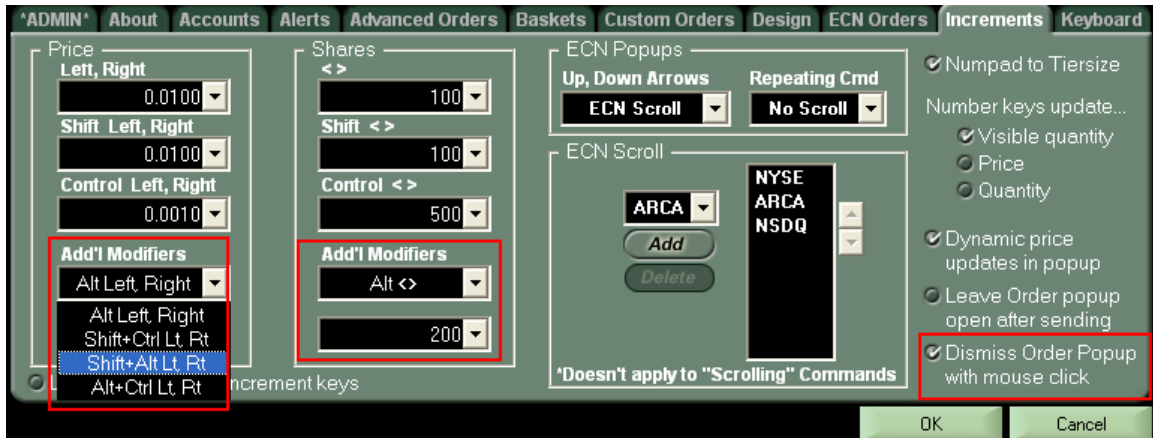 *ADMIN* About Accounts Alerts Advanced Orders Baskets Custom Orders Design ECN Orders Increments Keyboard
Price
Left, Right
0.0100
Shift Left, Right
0.0100
Control Left, Right
0.0010
Add'l Modifiers
Alt Left, Right
Alt Left, Right
Shift+Ctrl Lt, Rt
Shift+Alt Lt, Rt
Alt+Ctrl Lt, Rt
Shares
< >
100
Shift < >
100
Control < >
500
Add'l Modifiers
Alt <>
200
L
increment keys
ECN Popups
Up, Down Arrows
ECN Scroll
Repeating Cmd
No Scroll
ECN Scroll
ARCA
Add
Delete
NYSE
ARCA
NSDQ
*Doesn't apply to "Scrolling" Commands
Numpad to Tiersize
Number keys update...
Visible quantity
Price
Quantity
Dynamic price
updates in popup
Leave Order popup
open after sending
Dismiss Order Popup
with mouse click
OK
Cancel